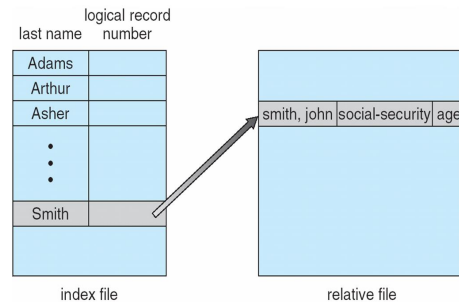 logical record
last name number
Adams
Arthur
Asher
smith, john social-security age
Smith
index file relative file